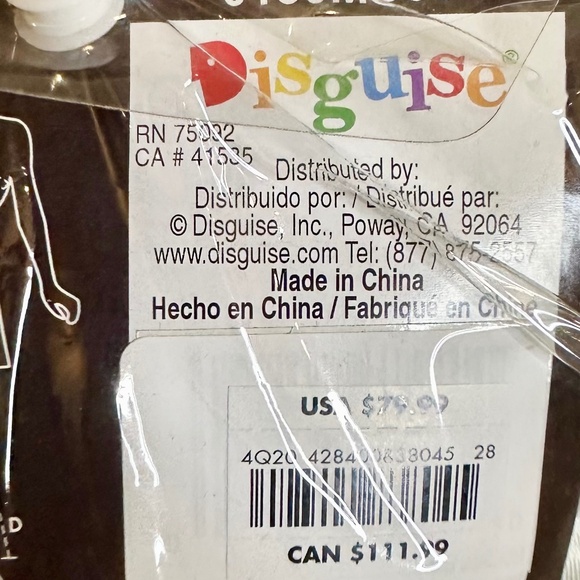 Disguise®
RN 75092
CA # 41535
Distributed by:
Distribuido por: / Distribué par:
© Disguise, Inc., Poway, CA 92064
www.disguise.com Tel: (877) 875-2557
Made in China
Hecho en China / Fabriqué en Chine
USA $79.99
4Q20 428400838045 28
CAN $111.99